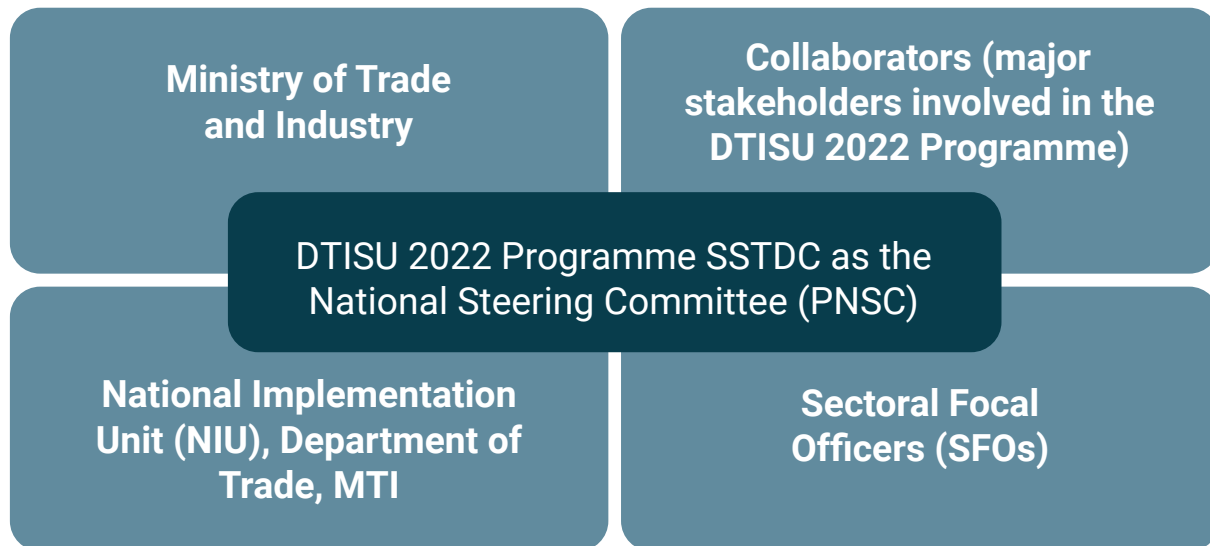 Ministry of Trade
and Industry
Collaborators (major
stakeholders involved in the
DTISU 2022 Programme)
DTISU 2022 Programme SSTDC as the
National Steering Committee (PNSC)
National Implementation
Unit (NIU), Department of
Trade, MTI
Sectoral Focal
Officers (SFOs)